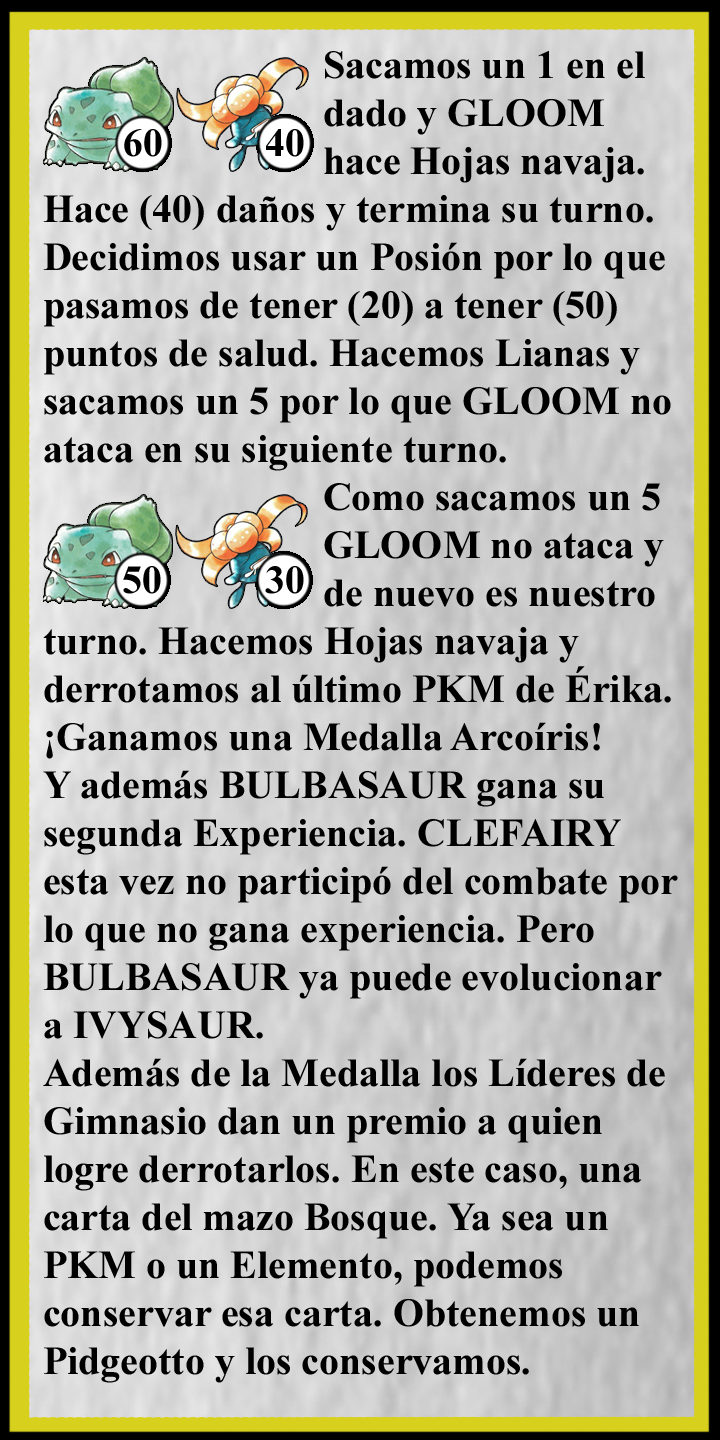 60
40
Sacamos un 1 en el
dado y GLOOM
hace Hojas navaja.
Hace (40) daños y termina su turno.
Decidimos usar un Posión por lo que
pasamos de tener (20) a tener (50)
puntos de salud. Hacemos Lianas y
sacamos un 5 por lo que GLOOM no
ataca en su siguiente turno.
50
30
Como sacamos un 5
GLOOM no ataca y
de nuevo es nuestro
turno. Hacemos Hojas navaja y
derrotamos al último PKM de Érika.
¡Ganamos una Medalla Arcoíris!
Y además BULBASAUR gana su
segunda Experiencia. CLEFAIRY
esta vez no participó del combate por
lo que no gana experiencia. Pero
BULBASAUR ya puede evolucionar
a IVYSAUR.
Además de la Medalla los Líderes de
Gimnasio dan un premio a quien
logre derrotarlos. En este caso, una
carta del mazo Bosque. Ya sea un
PKM o un Elemento, podemos
conservar esa carta. Obtenemos un
Pidgeotto y los conservamos.